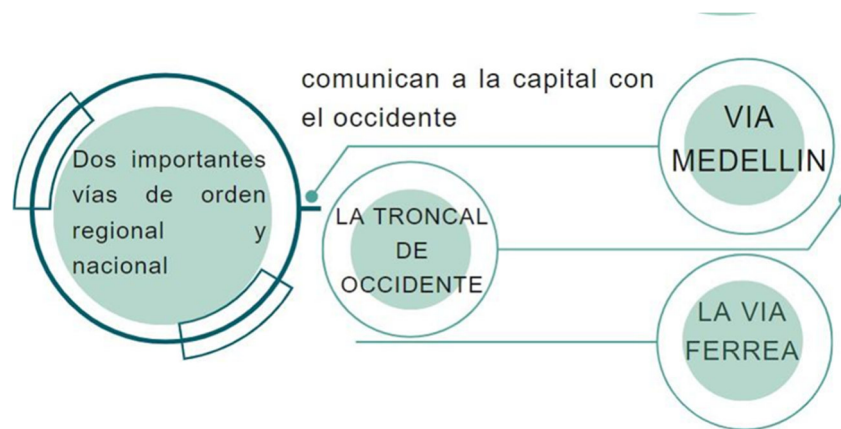 Dos importantes
vías de orden
regional y
nacional
comunican a la capital con
el occidente
VIA
MEDELLIN
LA TRONCAL
DE
OCCIDENTE
LA VIA
FERREA